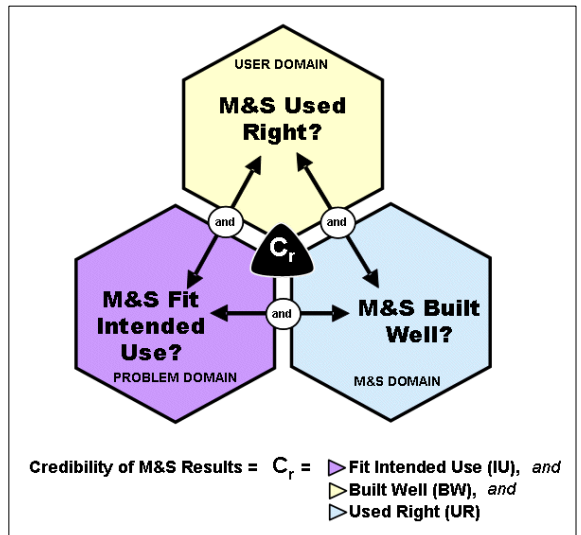 USER DOMAIN
M&S Used
Right?
and
and
Cr
M&S Fit
Intended
Use?
PROBLEM DOMAIN
and
M&S Built
Well?
M&S DOMAIN
Credibility of M&S Results = Cr = Fit Intended Use (IU), and
Built Well (BW), and
Used Right (UR)